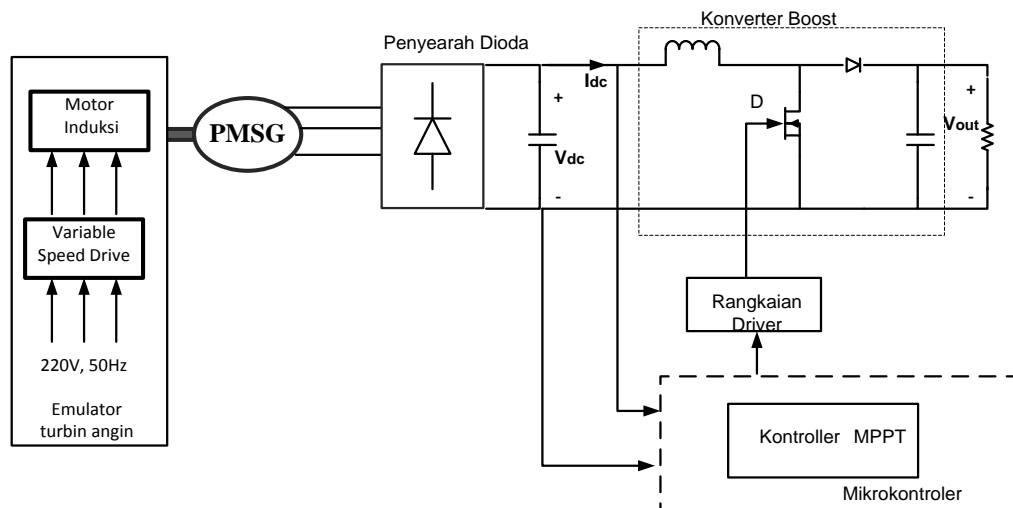 Konverter Boost
Penyearah Dioda
Idc
Motor
Induksi
PMSG
+
Vdc
-
D
+
Vout
-
Variable
Speed Drive
220V, 50Hz
Emulator
turbin angin
Rangkaian
Driver
Kontroller MPPT
Mikrokontroler